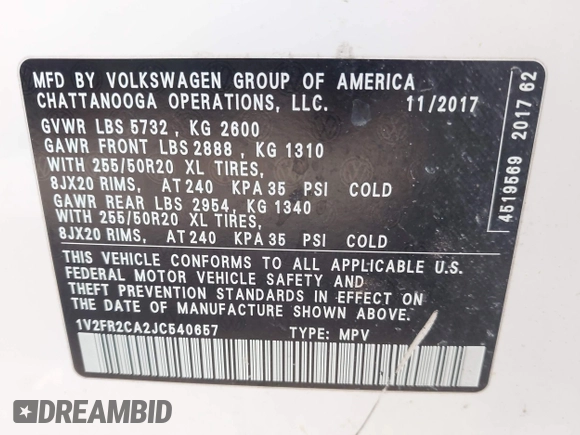 MFD BY VOLKSWAGEN GROUP OF AMERICA
CHATTANOOGA OPERATIONS, LLC. 11/2017
GVWR LBS 5732 , KG 2600
GAWR FRONT LBS 2888 , KG 1310
WITH 255/50R20 XL TIRES,
8JX20 RIMS, AT 240 KPA 35 PSI COLD
GAWR REAR LBS 2954, KG 1340
WITH 255/50R20 XL TIRES,
8JX20 RIMS, AT 240 KPA 35 PSI COLD
THIS VEHICLE CONFORMS TO ALL APPLICABLE U.S.
FEDERAL MOTOR VEHICLE SAFETY AND
THEFT PREVENTION STANDARDS IN EFFECT ON
THE DATE OF MANUFACTURE SHOWN ABOVE.
1V2FR2CA2JC540657 TYPE: MPV
4519569 2017 62
DREAMBID